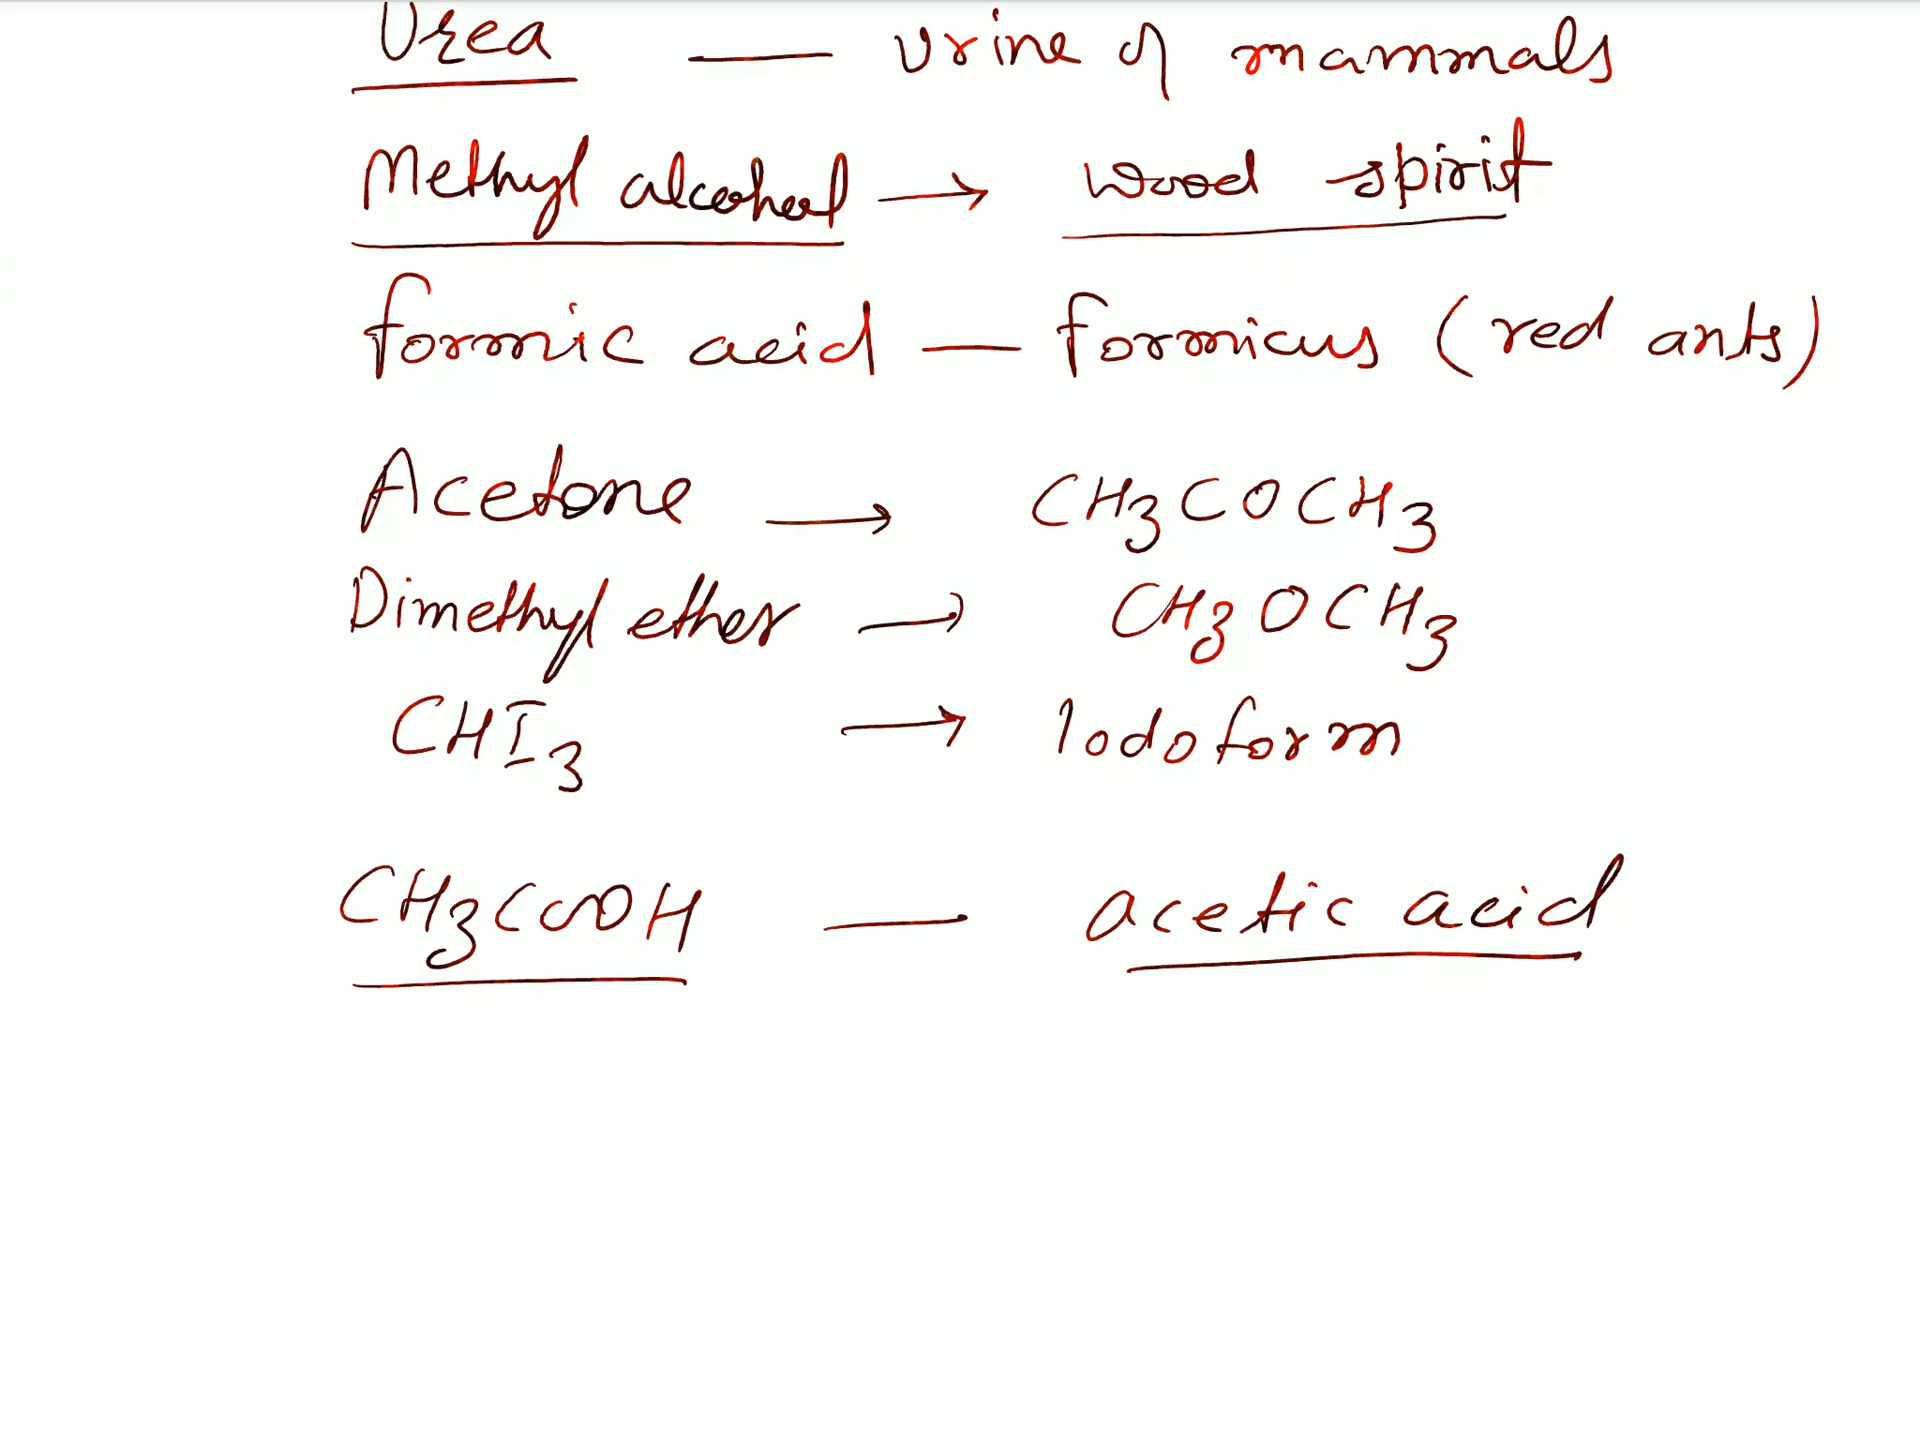 Urea — Urine of mammals
Methyl alcohol → Wood spirit
formic acid — formicus (red ants)
Acetone → CH3COCH3
Dimethyl ether → CH3OCH3
CHI3 → Iodoform
CH3COOH — acetic acid